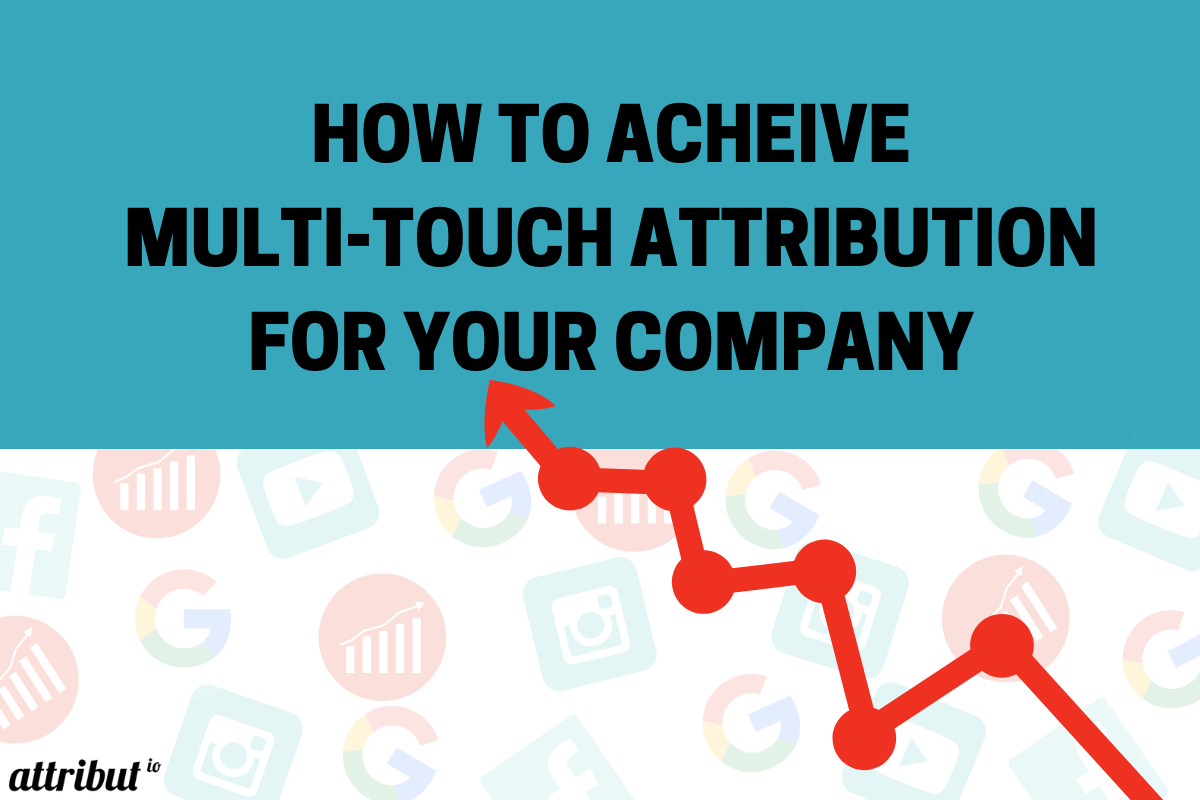 HOW TO ACHEIVE
MULTI-TOUCH ATTRIBUTION
FOR YOUR COMPANY
attribut io